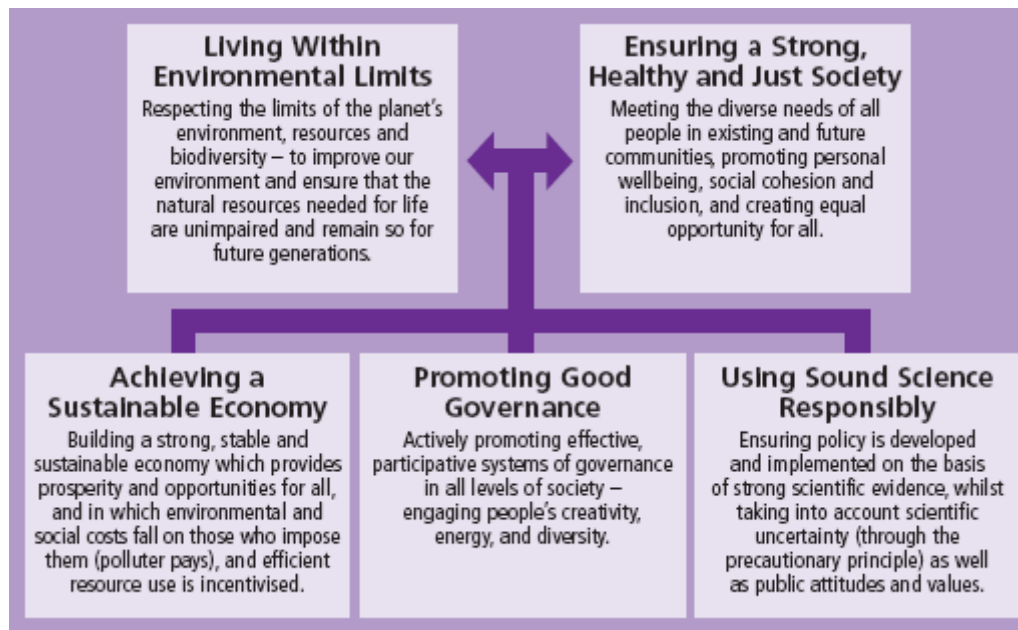 Living Within
Environmental Limits
Respecting the limits of the planet's
environment, resources and
biodiversity – to improve our
environment and ensure that the
natural resources needed for life
are unimpaired and remain so for
future generations.
Ensuring a Strong,
Healthy and Just Society
Meeting the diverse needs of all
people in existing and future
communities, promoting personal
wellbeing, social cohesion and
inclusion, and creating equal
opportunity for all.
Achieving a
Sustainable Economy
Building a strong, stable and
sustainable economy which provides
prosperity and opportunities for all,
and in which environmental and
social costs fall on those who impose
them (polluter pays), and efficient
resource use is incentivised.
Promoting Good
Governance
Actively promoting effective,
participative systems of governance
in all levels of society –
engaging people's creativity,
energy, and diversity.
Using Sound Science
Responsibly
Ensuring policy is developed
and implemented on the basis
of strong scientific evidence, whilst
taking into account scientific
uncertainty (through the
precautionary principle) as well
as public attitudes and values.